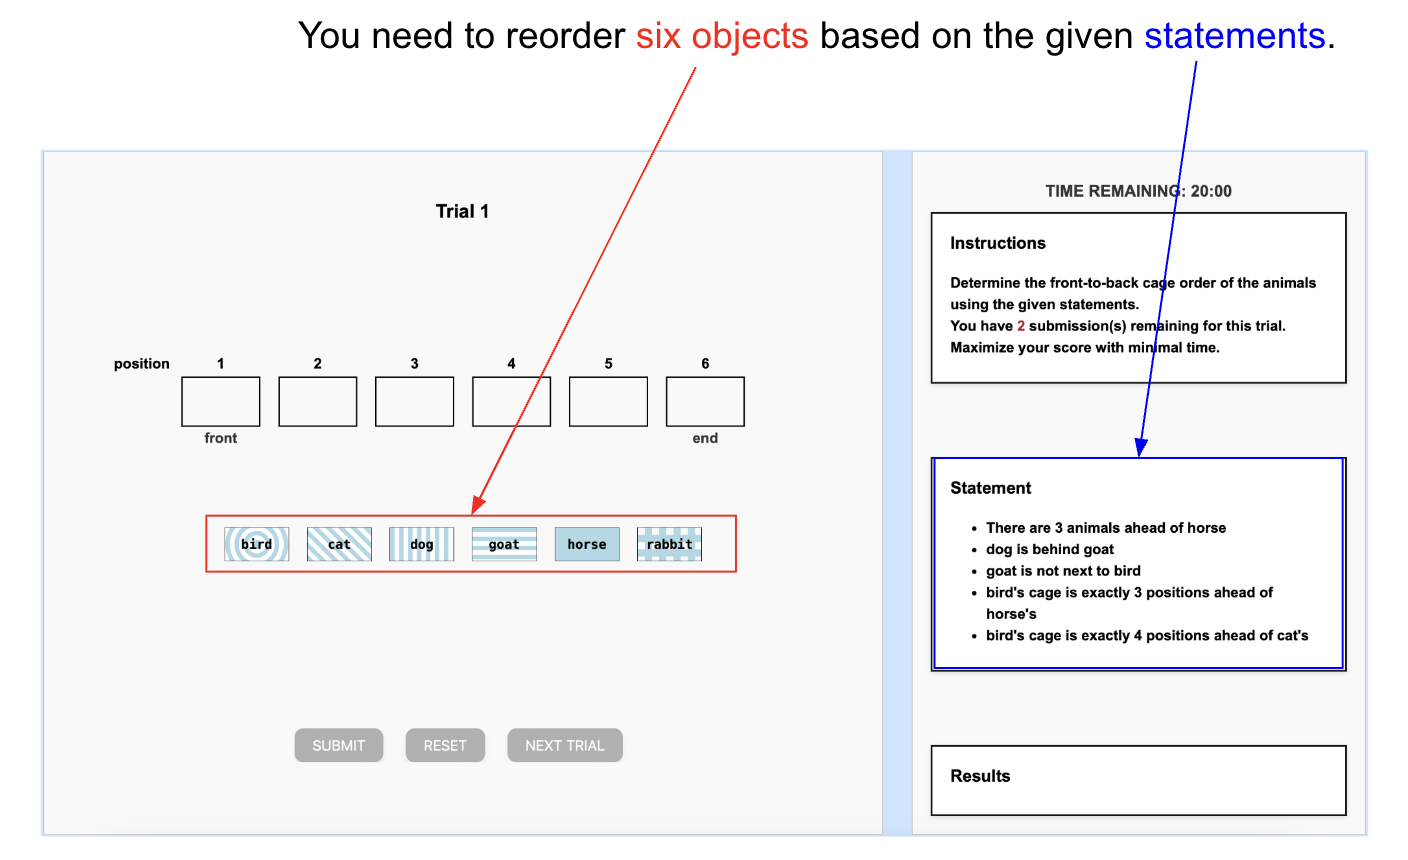 You need to reorder six objects based on the given statements.
TIME REMAINING: 20:00
Trial 1
Instructions
Determine the front-to-back cage order of the animals
using the given statements.
You have 2 submission(s) remaining for this trial.
Maximize your score with minimal time.
position 1 2 3 4 5 6
front end
Statement
• There are 3 animals ahead of horse
• dog is behind goat
• goat is not next to bird
• bird's cage is exactly 3 positions ahead of
horse's
• bird's cage is exactly 4 positions ahead of cat's
bird cat dog goat horse rabbit
SUBMIT RESET NEXT TRIAL
Results